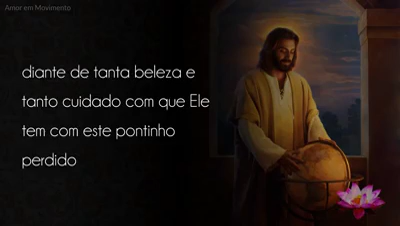 Amor em Movimento
diante de tanta beleza e
tanto cuidado com que Ele
tem com este pontinho
perdido